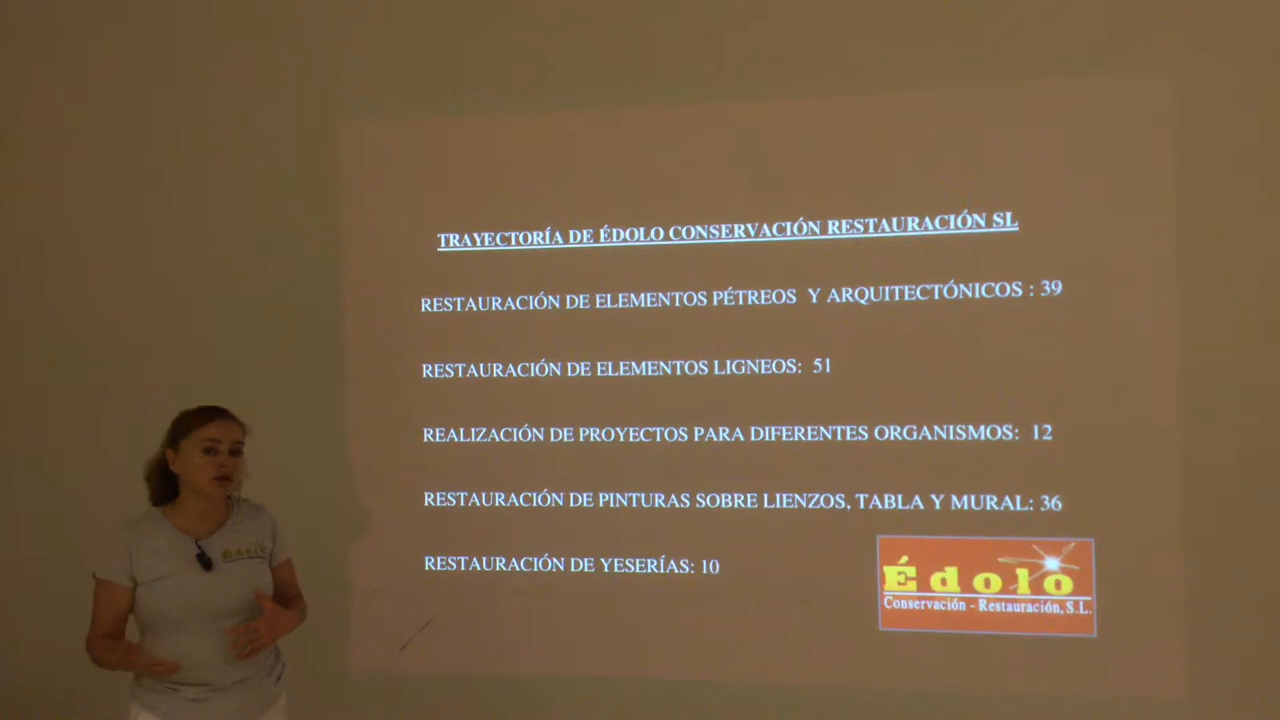 TRAYECTORÍA DE ÉDOLO CONSERVACIÓN RESTAURACIÓN SL
RESTAURACIÓN DE ELEMENTOS PÉTREOS Y ARQUITECTÓNICOS : 39
RESTAURACIÓN DE ELEMENTOS LIGNEOS: 51
REALIZACIÓN DE PROYECTOS PARA DIFERENTES ORGANISMOS: 12
RESTAURACIÓN DE PINTURAS SOBRE LIENZOS, TABLA Y MURAL: 36
RESTAURACIÓN DE YESERÍAS: 10
Édolo
Conservación - Restauración, S.L.
Édolo